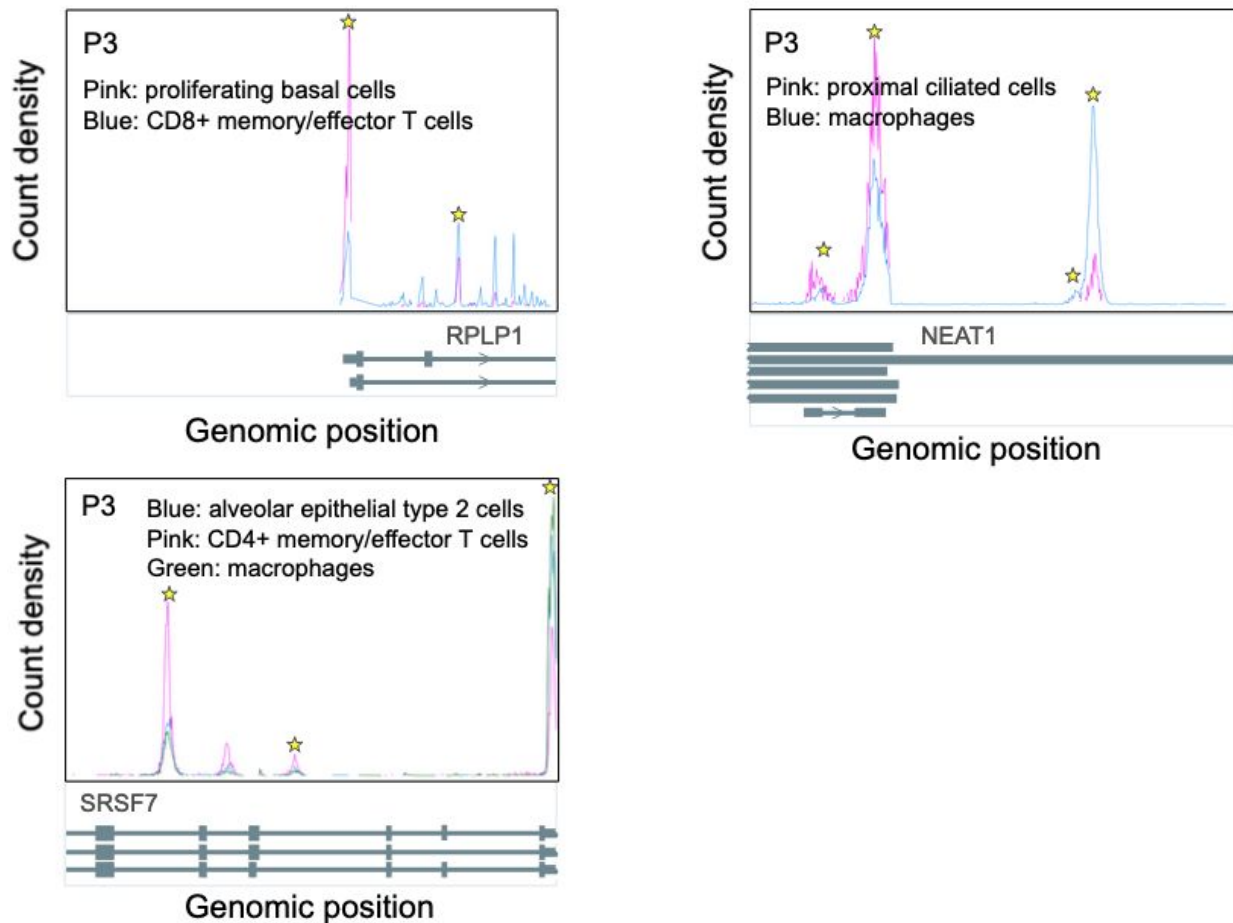 P3
Pink: proliferating basal cells
Blue: CD8+ memory/effector T cells
Count density
RPLP1
Genomic position
P3
Pink: proximal ciliated cells
Blue: macrophages
Count density
NEAT1
Genomic position
P3
Blue: alveolar epithelial type 2 cells
Pink: CD4+ memory/effector T cells
Green: macrophages
Count density
SRSF7
Genomic position